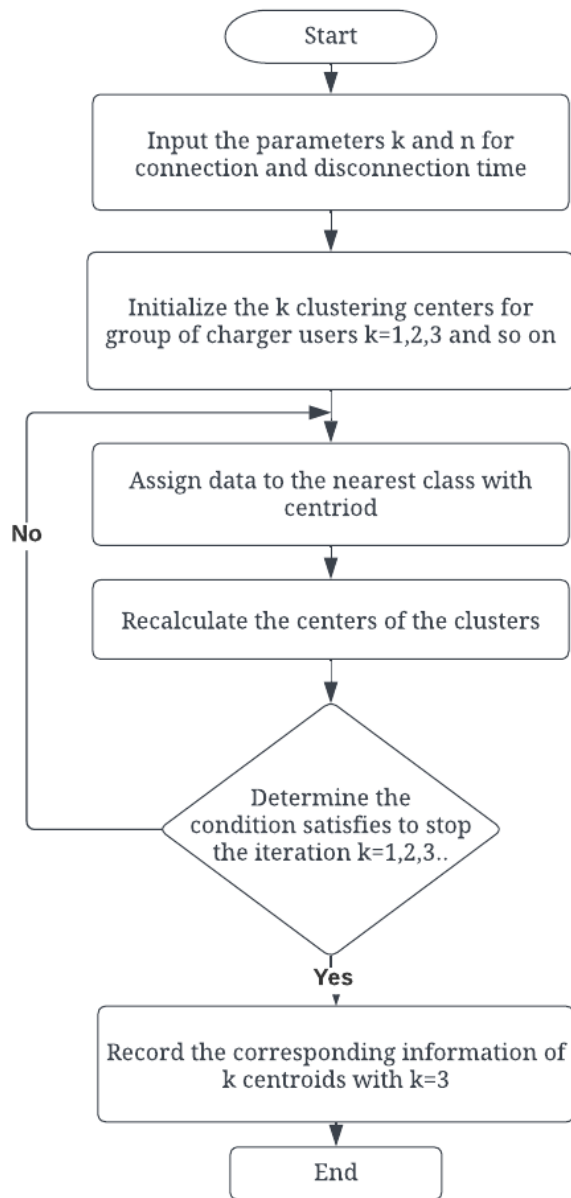 Start
Input the parameters k and n for
connection and disconnection time
Initialize the k clustering centers for
group of charger users k=1,2,3 and so on
Assign data to the nearest class with
centriod
No
Recalculate the centers of the clusters
Determine the
condition satisfies to stop
the iteration k=1,2,3..
Yes
Record the corresponding information of
k centroids with k=3
End